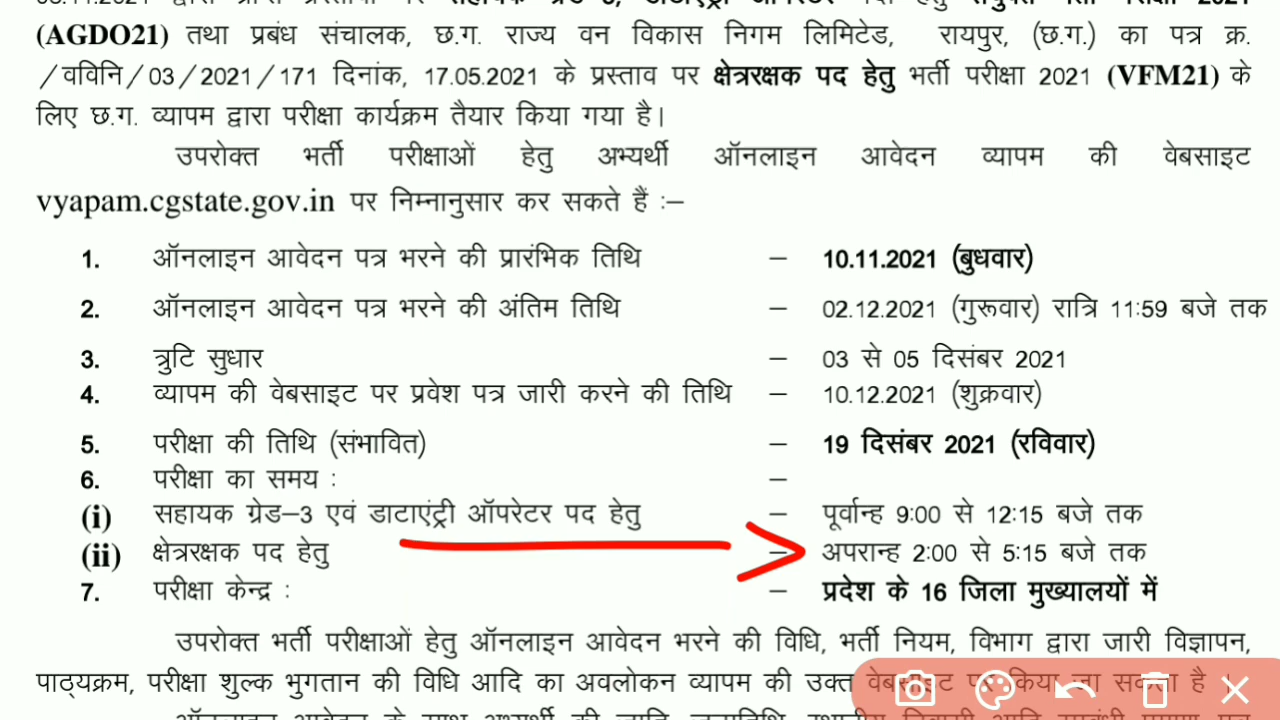 (AGDO21) तथा प्रबंध संचालक, छ.ग. राज्य वन विकास निगम लिमिटेड, रायपुर, (छ.ग.) का पत्र क्र.
/वविनि/03/2021/171 दिनांक, 17.05.2021 के प्रस्ताव पर क्षेत्ररक्षक पद हेतु भर्ती परीक्षा 2021 (VFM21) के
लिए छ.ग. व्यापम द्वारा परीक्षा कार्यक्रम तैयार किया गया है।
उपरोक्त भर्ती परीक्षाओं हेतु अभ्यर्थी ऑनलाइन आवेदन व्यापम की वेबसाइट
vyapam.cgstate.gov.in पर निम्नानुसार कर सकते हैं :–
1. ऑनलाइन आवेदन पत्र भरने की प्रारंभिक तिथि – 10.11.2021 (बुधवार)
2. ऑनलाइन आवेदन पत्र भरने की अंतिम तिथि – 02.12.2021 (गुरूवार) रात्रि 11:59 बजे तक
3. त्रुटि सुधार – 03 से 05 दिसंबर 2021
4. व्यापम की वेबसाइट पर प्रवेश पत्र जारी करने की तिथि – 10.12.2021 (शुक्रवार)
5. परीक्षा की तिथि (संभावित) – 19 दिसंबर 2021 (रविवार)
6. परीक्षा का समय : –
(i) सहायक ग्रेड–3 एवं डाटाएंट्री ऑपरेटर पद हेतु – पूर्वान्ह 9:00 से 12:15 बजे तक
(ii) क्षेत्ररक्षक पद हेतु – अपरान्ह 2:00 से 5:15 बजे तक
7. परीक्षा केन्द्र : – प्रदेश के 16 जिला मुख्यालयों में
उपरोक्त भर्ती परीक्षाओं हेतु ऑनलाइन आवेदन भरने की विधि, भर्ती नियम, विभाग द्वारा जारी विज्ञापन,
पाठ्यक्रम, परीक्षा शुल्क भुगतान की विधि आदि का अवलोकन व्यापम की उक्त वेबसाइट पर किया जा सकता है ।